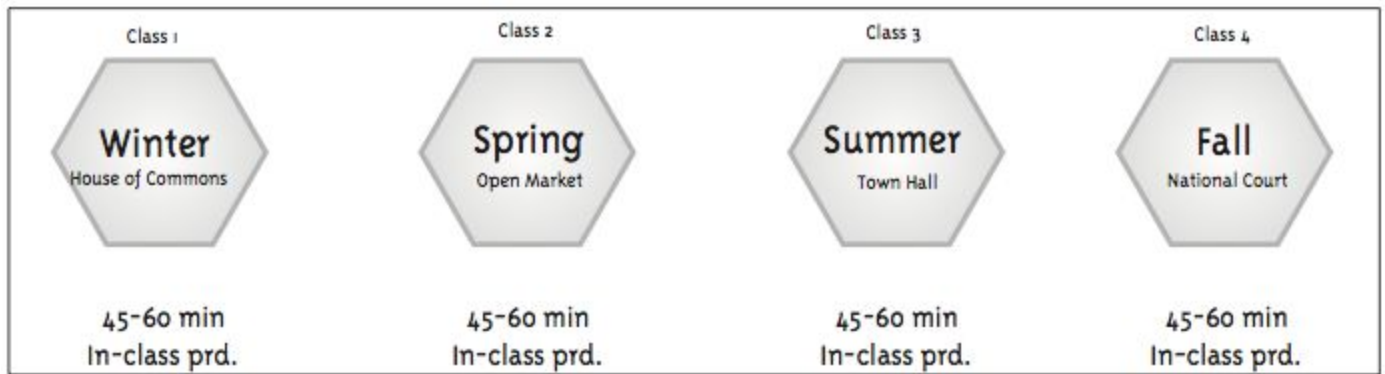 Class 1
Winter
House of Commons
45-60 min
In-class prd.
Class 2
Spring
Open Market
45-60 min
In-class prd.
Class 3
Summer
Town Hall
45-60 min
In-class prd.
Class 4
Fall
National Court
45-60 min
In-class prd.